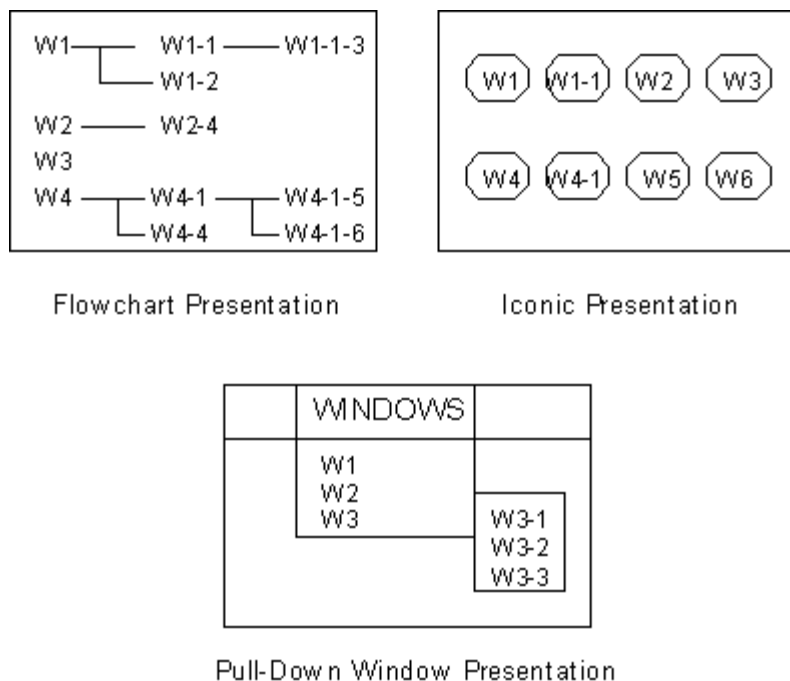 W1 W1-1 W1-1-3
W1-2
W2 W2-4
W3
W4 W4-1 W4-1-5
W4-4 W4-1-6
Flowchart Presentation
W1 W1-1 W2 W3
W4 W4-1 W5 W6
Iconic Presentation
WINDOWS
W1
W2
W3
W3-1
W3-2
W3-3
Pull-Down Window Presentation